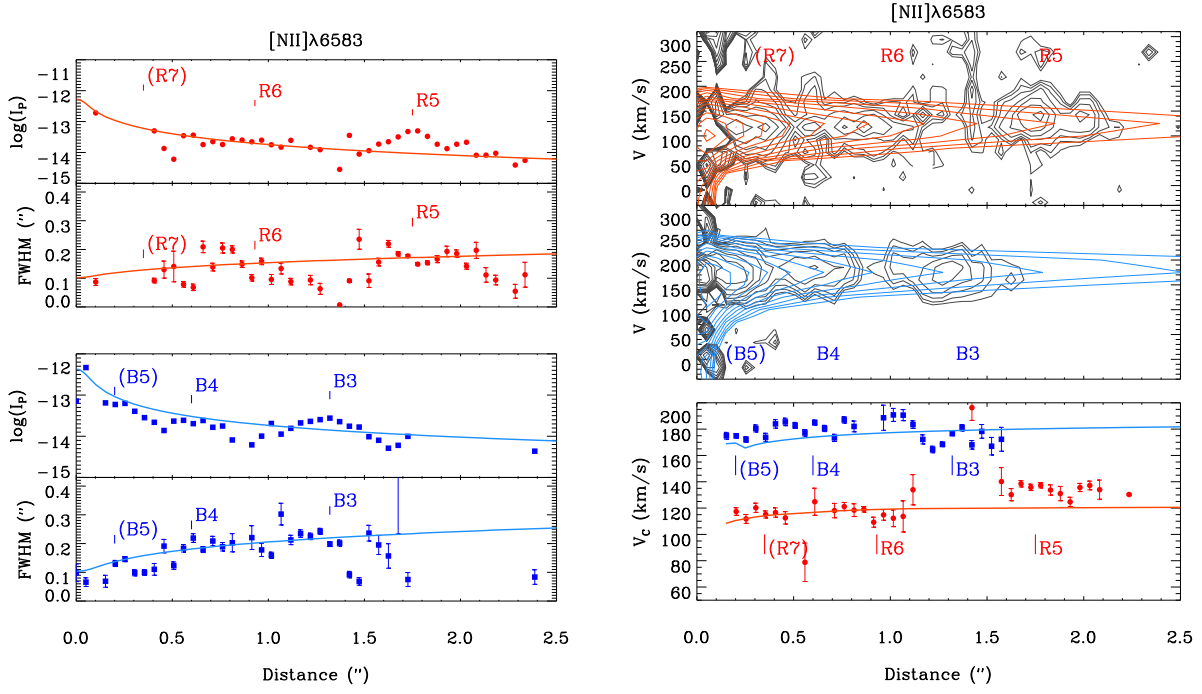 [NII]λ6583
−11
−12
−13
−14
−15
log(Iₚ)
(R7)
R6
R5
0.4
0.3
0.2
0.1
0.0
FWHM (″)
(R7)
R6
R5
−12
−13
−14
−15
log(Iₚ)
(B5)
B4
B3
0.4
0.3
0.2
0.1
0.0
FWHM (″)
(B5)
B4
B3
0.0 0.5 1.0 1.5 2.0 2.5
Distance (″)
[NII]λ6583
300
250
200
150
100
50
0
V (km/s)
(R7) R6 R5
300
250
200
150
100
50
0
V (km/s)
(B5) B4 B3
200
180
160
140
120
100
80
60
V_c (km/s)
(B5) B4 B3
(R7) R6 R5
0.0 0.5 1.0 1.5 2.0 2.5
Distance (″)